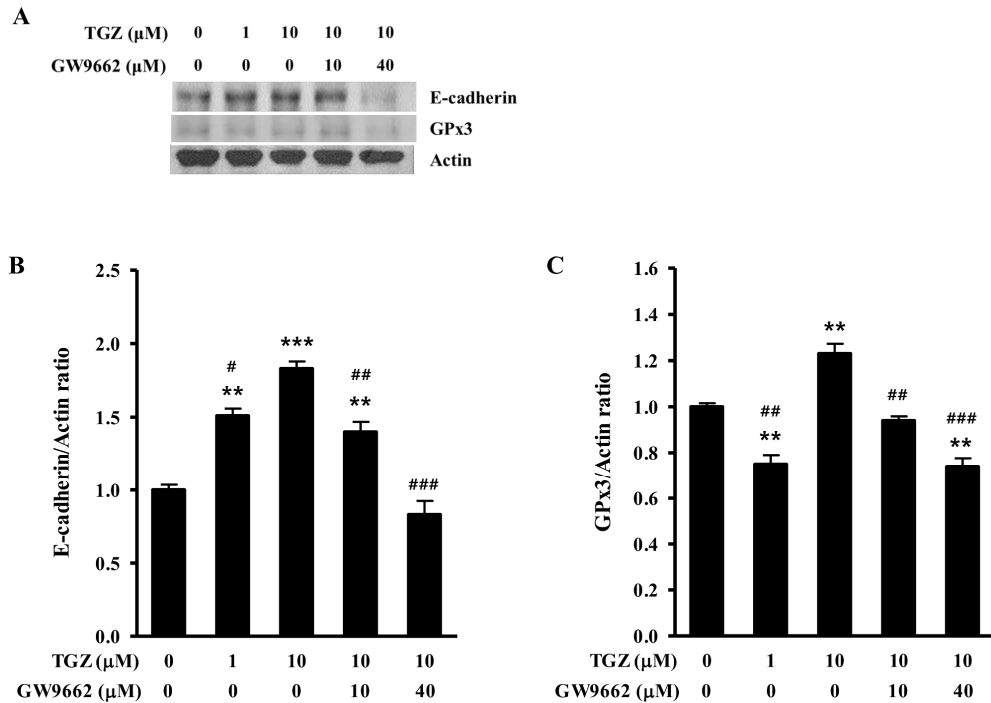 A
TGZ (µM) 0 1 10 10 10
GW9662 (µM) 0 0 0 10 40
E-cadherin
GPx3
Actin
B
E-cadherin/Actin ratio
2.5
2.0
1.5
1.0
0.5
0.0
#
**
***
##
**
###
TGZ (µM) 0 1 10 10 10
GW9662 (µM) 0 0 0 10 40
C
GPx3/Actin ratio
1.6
1.4
1.2
1.0
0.8
0.6
0.4
0.2
0.0
##
**
**
##
###
**
TGZ (µM) 0 1 10 10 10
GW9662 (µM) 0 0 0 10 40